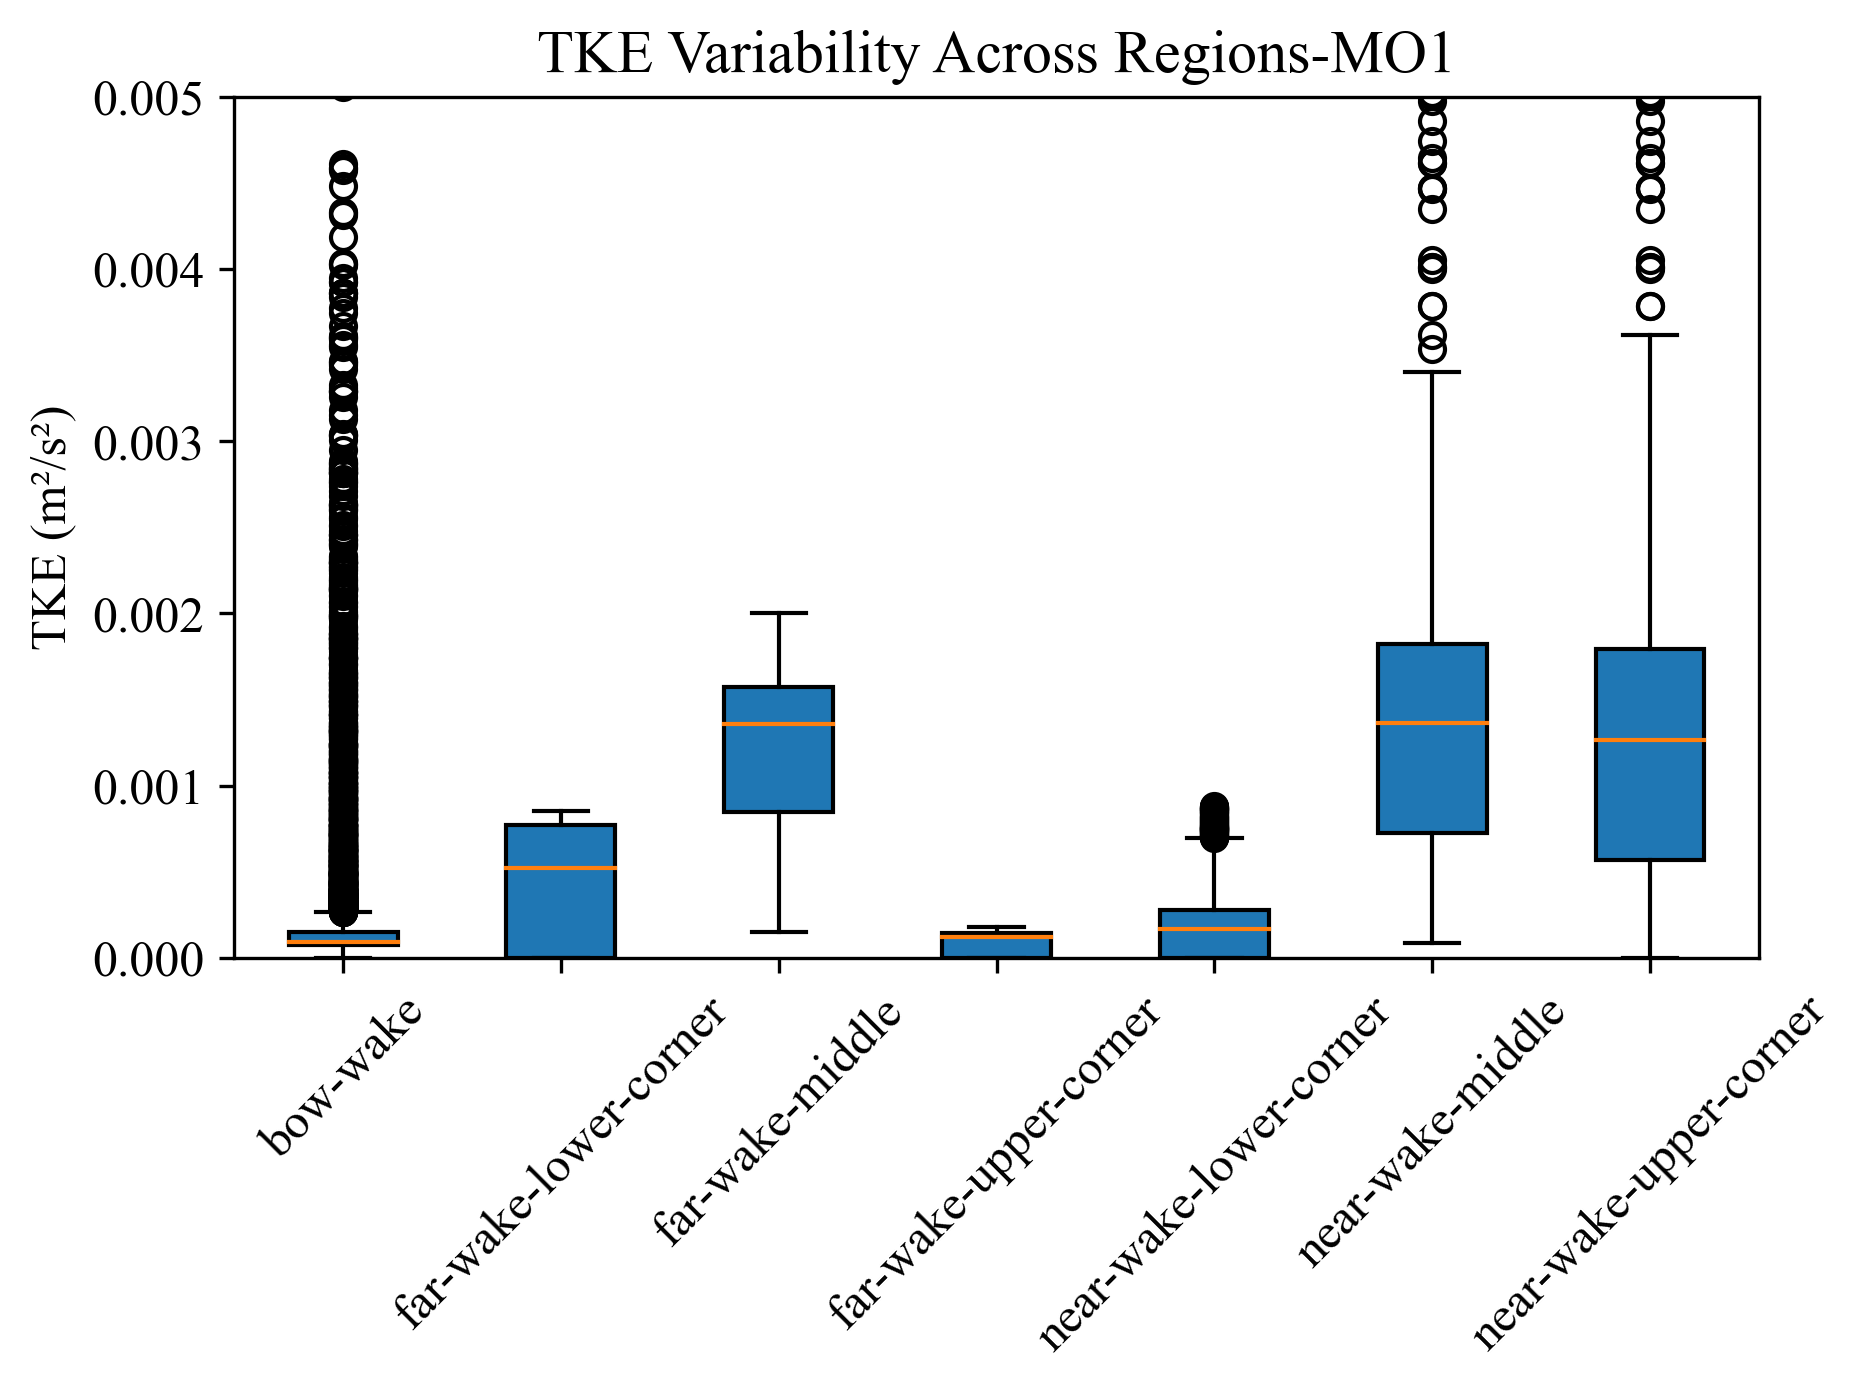 TKE Variability Across Regions-MO1
TKE (m²/s²)
0.005
0.004
0.003
0.002
0.001
0.000
bow-wake
far-wake-lower-corner
far-wake-middle
far-wake-upper-corner
near-wake-lower-corner
near-wake-middle
near-wake-upper-corner